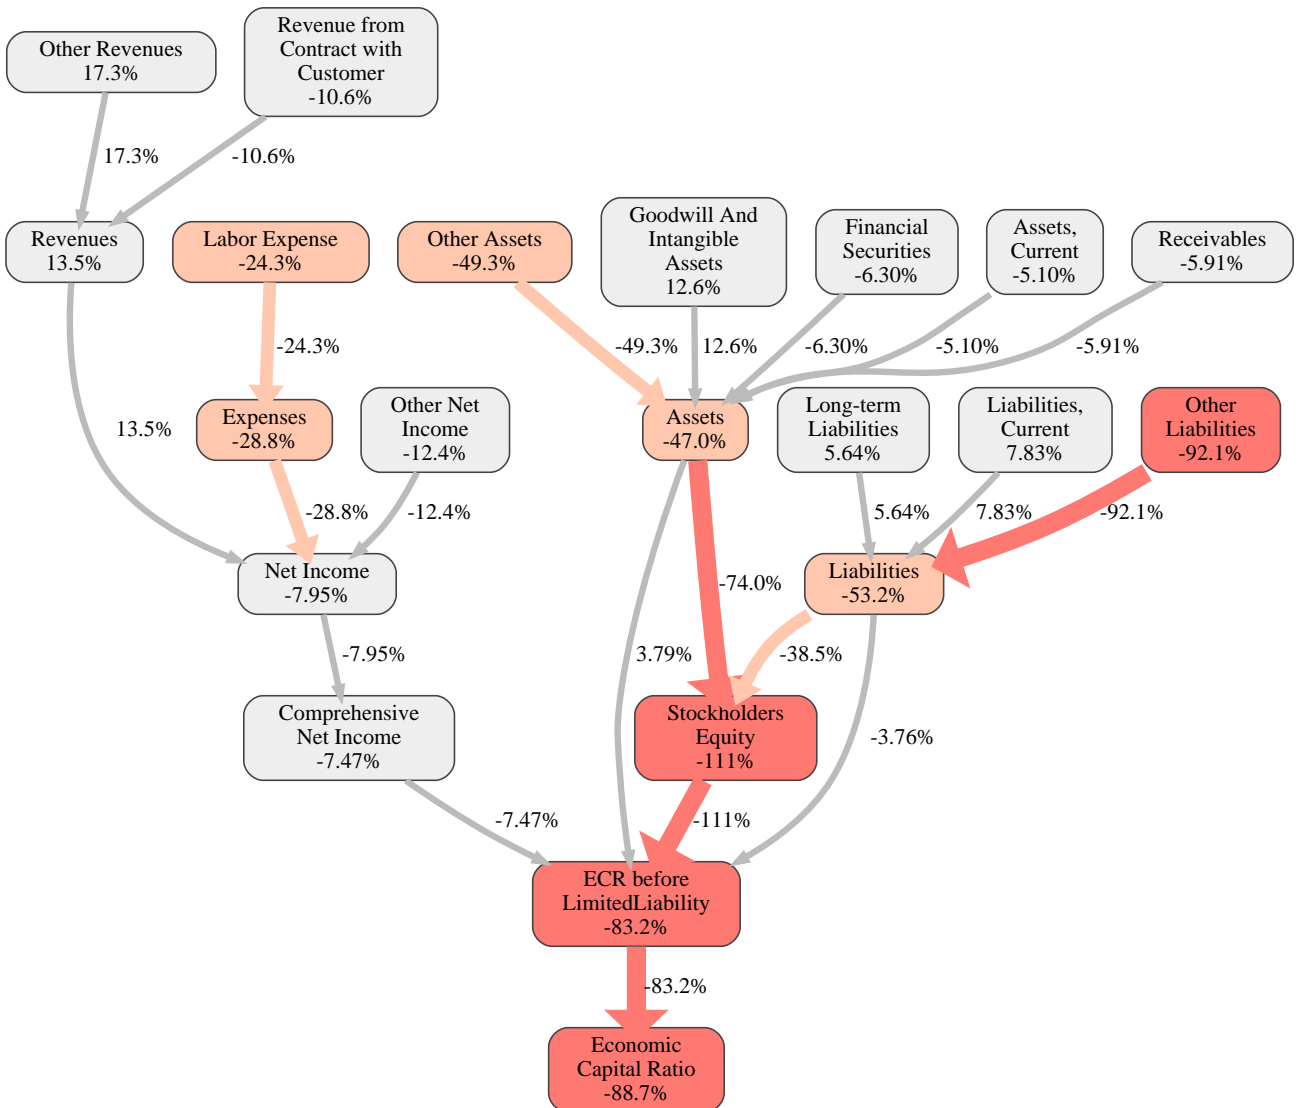 Other Revenues
17.3%
Revenue from
Contract with
Customer
-10.6%
17.3%
-10.6%
Revenues
13.5%
Labor Expense
-24.3%
Other Assets
-49.3%
Goodwill And
Intangible
Assets
12.6%
Financial
Securities
-6.30%
Assets,
Current
-5.10%
Receivables
-5.91%
-24.3%
-49.3%
12.6%
-6.30%
-5.10%
-5.91%
13.5%
Expenses
-28.8%
Other Net
Income
-12.4%
Assets
-47.0%
Long-term
Liabilities
5.64%
Liabilities,
Current
7.83%
Other
Liabilities
-92.1%
-28.8%
-12.4%
5.64%
7.83%
-92.1%
Net Income
-7.95%
-74.0%
Liabilities
-53.2%
-7.95%
3.79%
-38.5%
Comprehensive
Net Income
-7.47%
Stockholders
Equity
-111%
-3.76%
-7.47%
-111%
ECR before
LimitedLiability
-83.2%
-83.2%
Economic
Capital Ratio
-88.7%